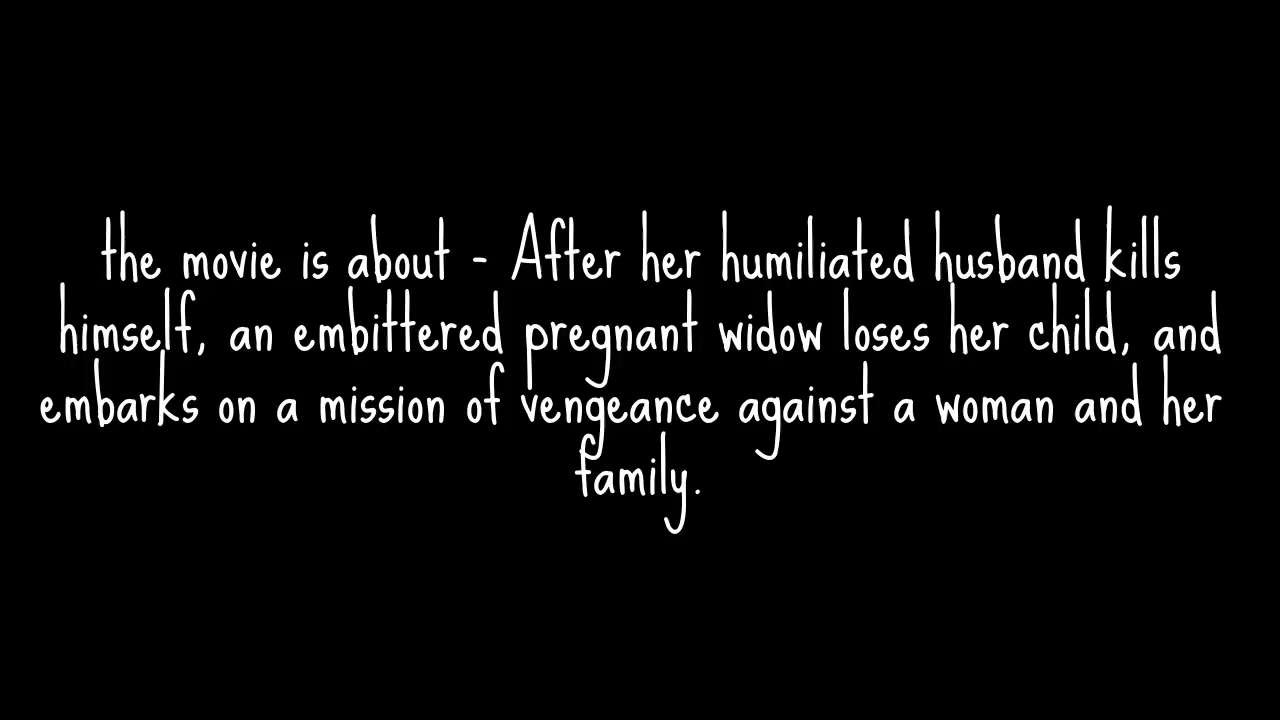 the movie is about - After her humiliated husband kills
himself, an embittered pregnant widow loses her child, and
embarks on a mission of vengeance against a woman and her
family.